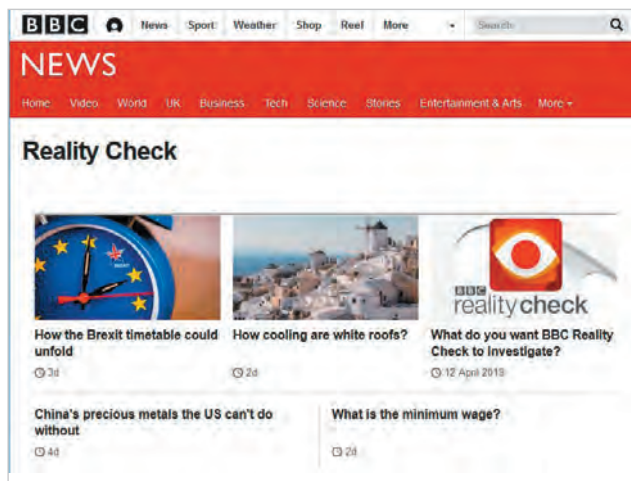 BBC News Sport Weather Shop Reel More Search
NEWS
Home Video World UK Business Tech Science Stories Entertainment & Arts More
Reality Check
BBC
reality check
How the Brexit timetable could
unfold
3d
How cooling are white roofs?
2d
What do you want BBC Reality
Check to Investigate?
12 April 2013
China's precious metals the US can't do
without
4d
What is the minimum wage?
2d